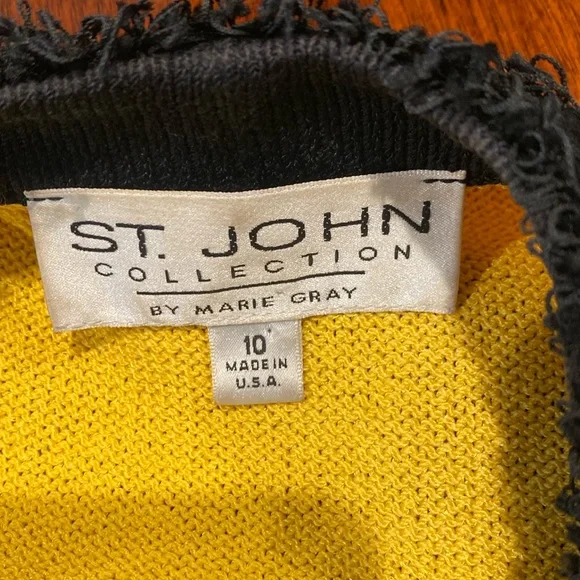 ST. JOHN
COLLECTION
BY MARIE GRAY
10
MADE IN
U.S.A.